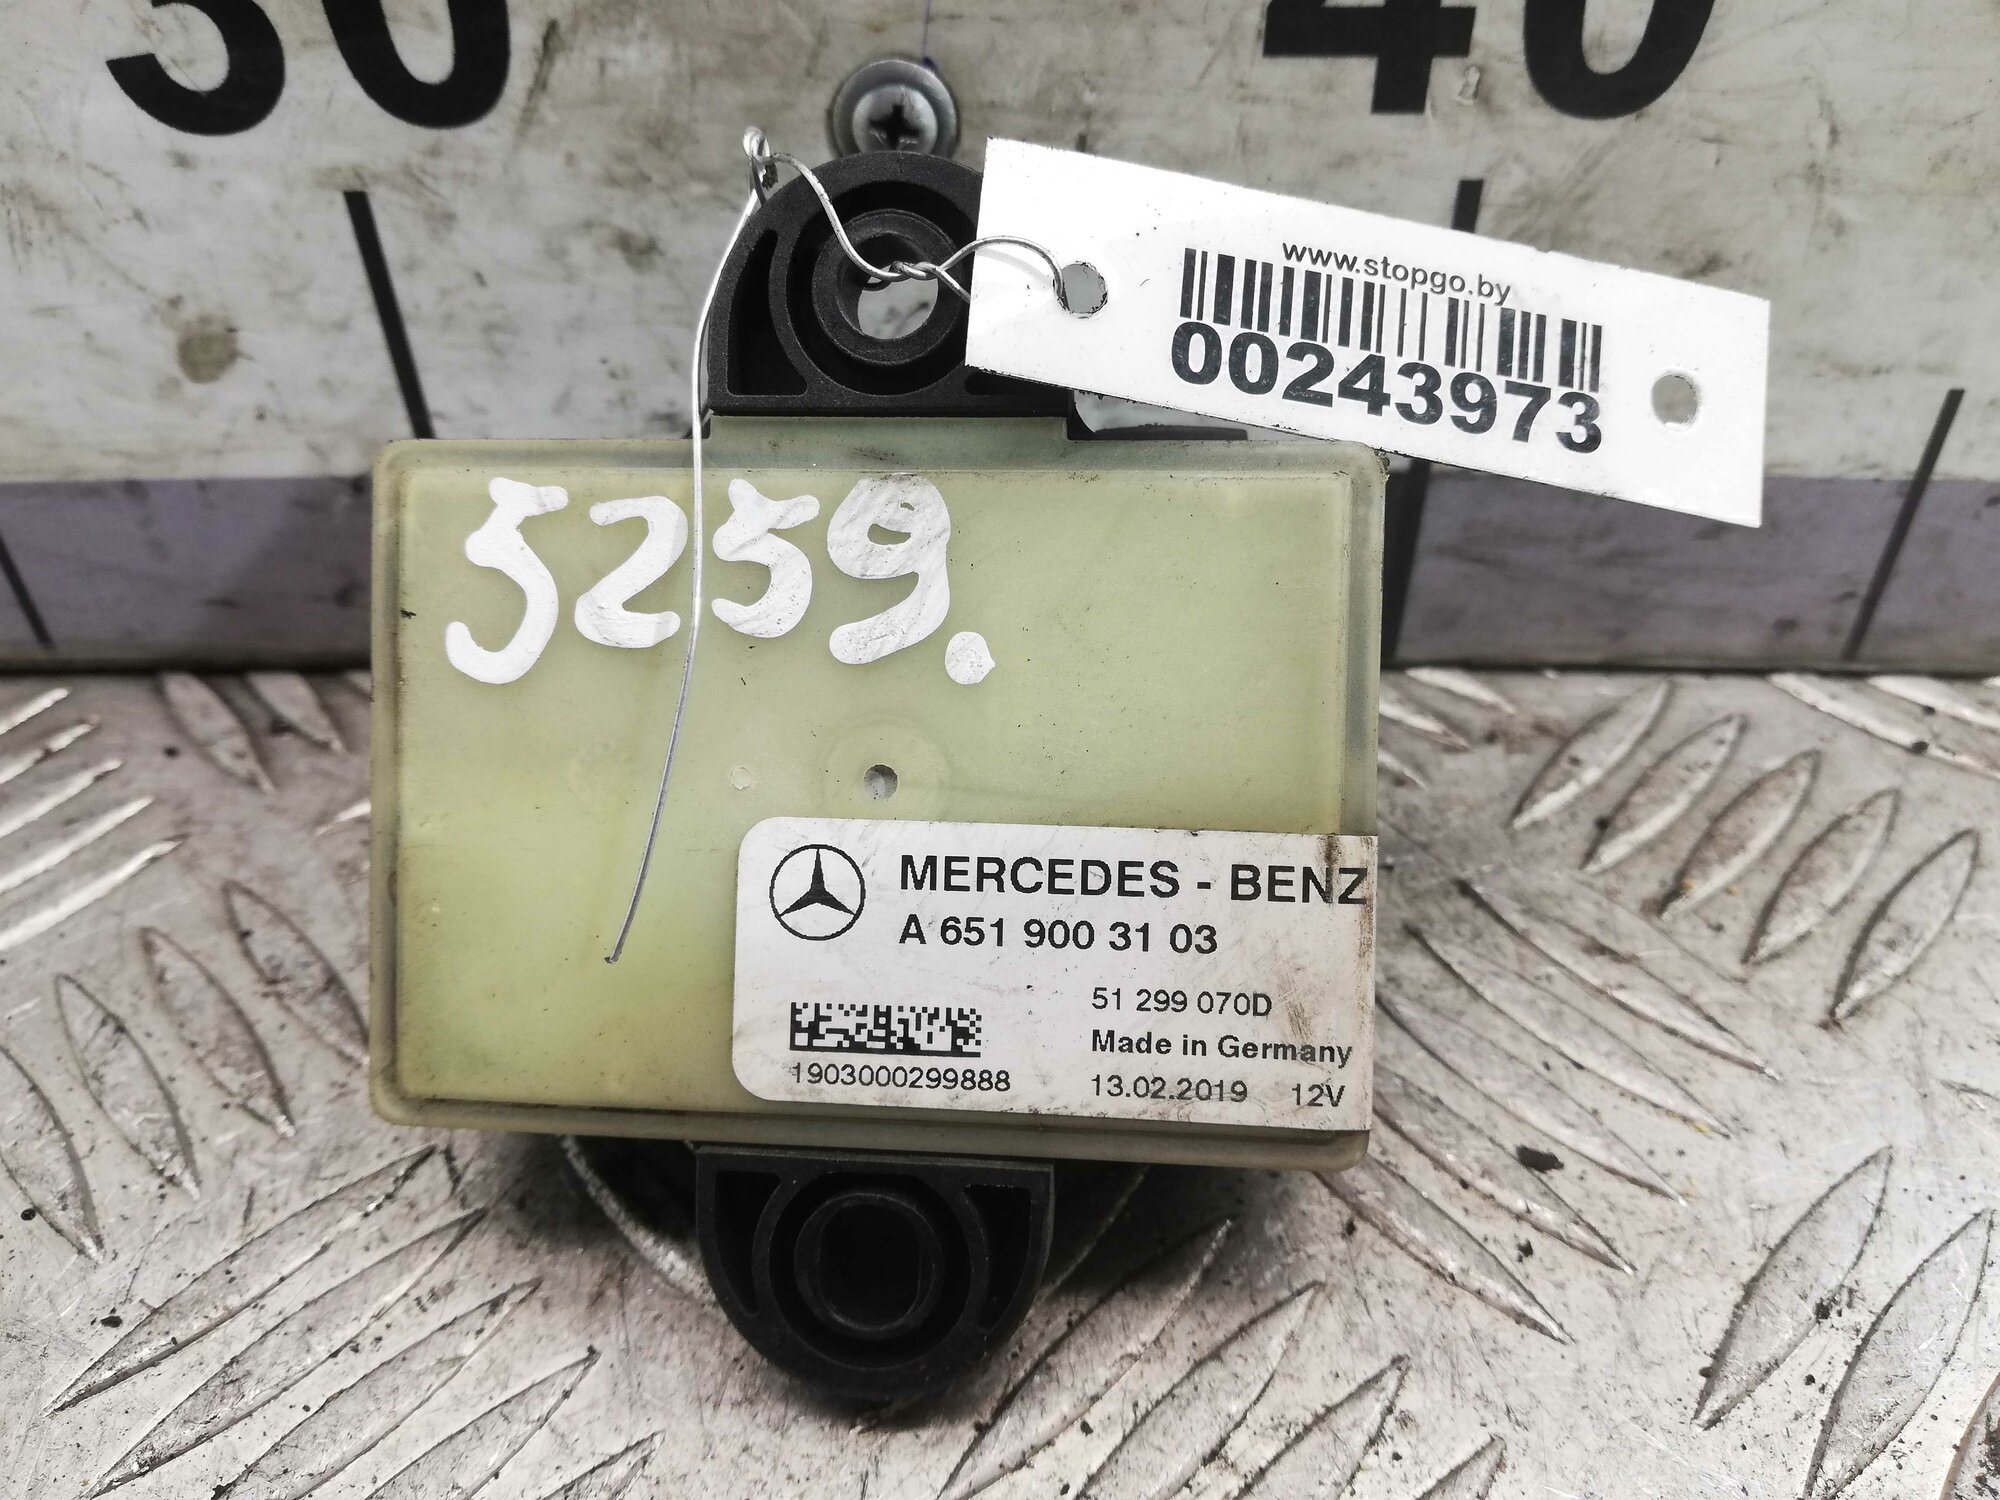 30
40
www.stopgo.by
00243973
5259.
MERCEDES - BENZ
A 651 900 31 03
51 299 070D
Made in Germany
1903000299888
13.02.2019 12V